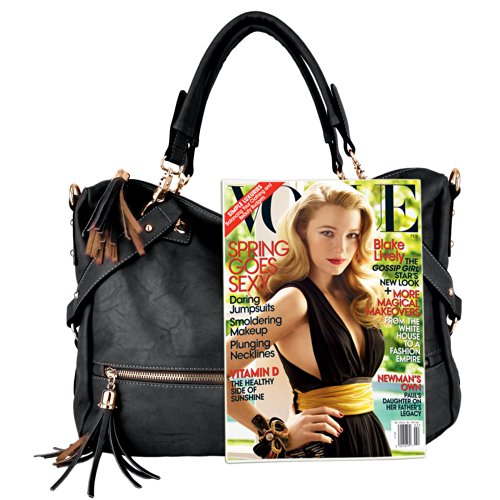 SIMPLE LUXURIES
VOGUE
SPRING
GOES
SEXY
Daring
Jumpsuits
Smoldering
Makeup
Plunging
Necklines
VITAMIN D
THE HEALTHY
SIDE OF
SUNSHINE
Blake
Lively
THE
GOSSIP GIRL
STAR'S
NEW LOOK
+ MORE
MAGICAL
MAKEOVERS
FROM THE
WHITE
HOUSE
TO A
FASHION
EMPIRE
NEWMAN'S
OWN
PAUL'S
DAUGHTER ON
HER FATHER'S
LEGACY